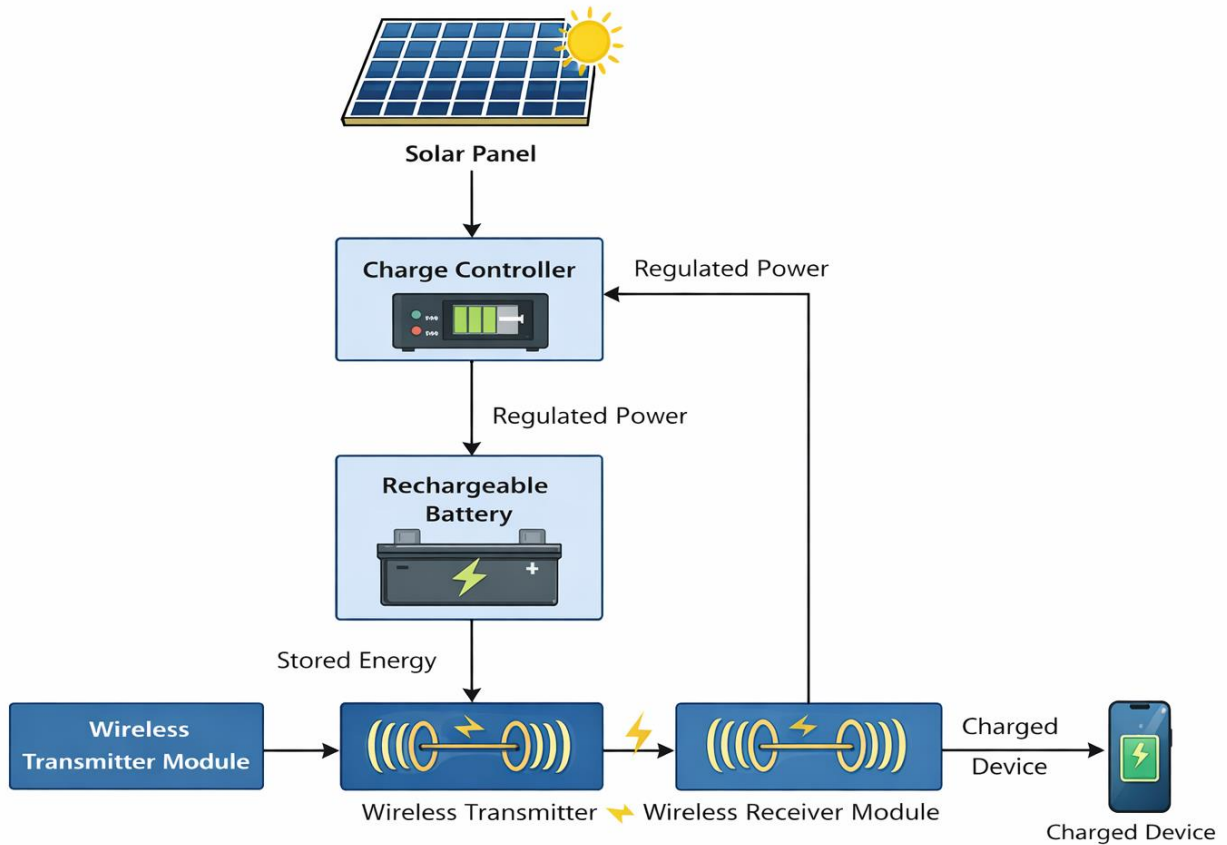 Solar Panel
Charge Controller
Regulated Power
Regulated Power
Rechargeable
Battery
Stored Energy
Wireless
Transmitter Module
Charged
Device
Wireless Transmitter
Wireless Receiver Module
Charged Device